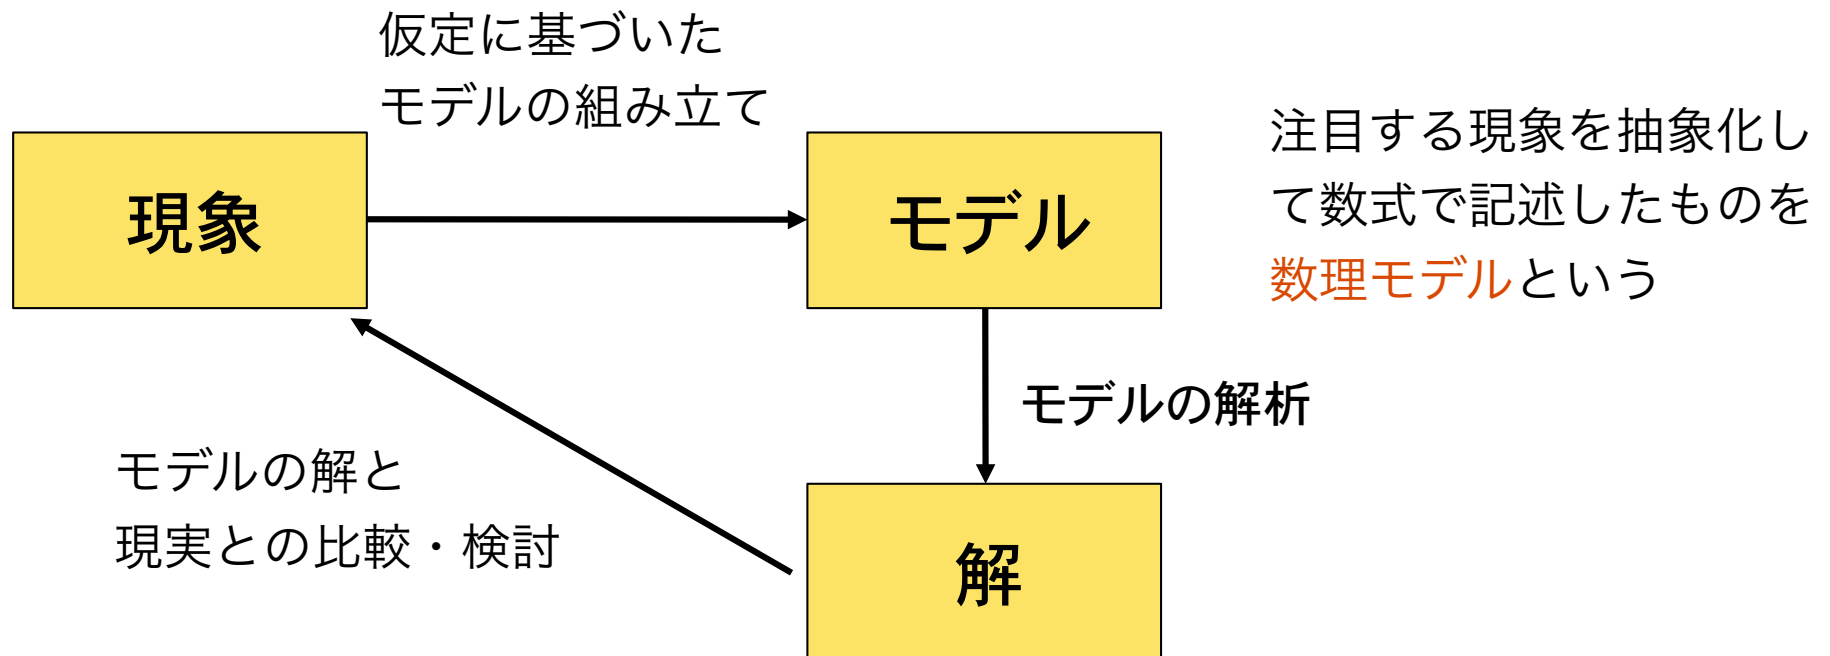 仮定に基づいた
モデルの組み立て
現象
モデル
注目する現象を抽象化し
て数式で記述したものを
数理モデルという
モデルの解析
モデルの解と
現実との比較・検討
解